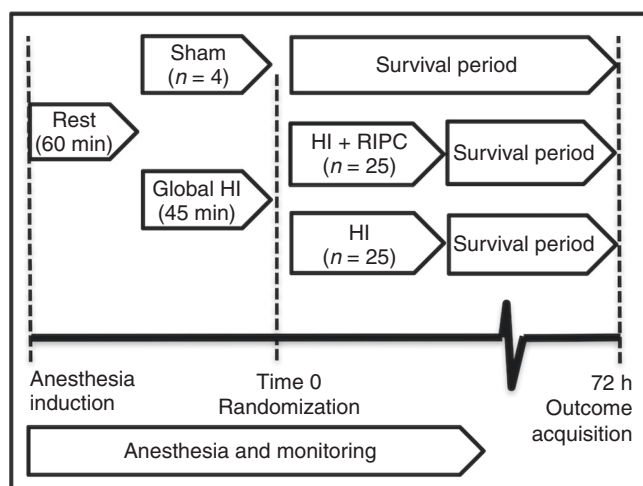 Sham
(n = 4)
Survival period
Rest
(60 min)
HI + RIPC
(n = 25)
Survival period
Global HI
(45 min)
HI
(n = 25)
Survival period
Anesthesia
induction
Time 0
Randomization
72 h
Outcome
acquisition
Anesthesia and monitoring